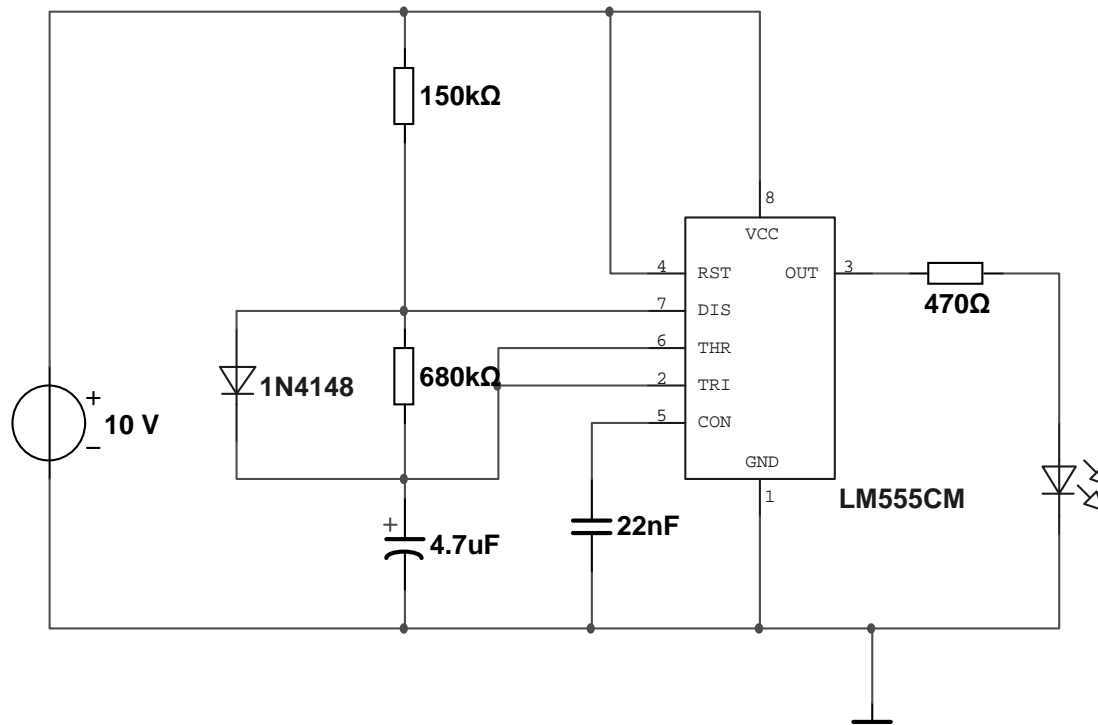 150kΩ
8
VCC
4 RST OUT 3
470Ω
7 DIS
6 THR
1N4148
680kΩ
2 TRI
+
10 V
−
5 CON
GND
1
LM555CM
+
4.7uF
22nF